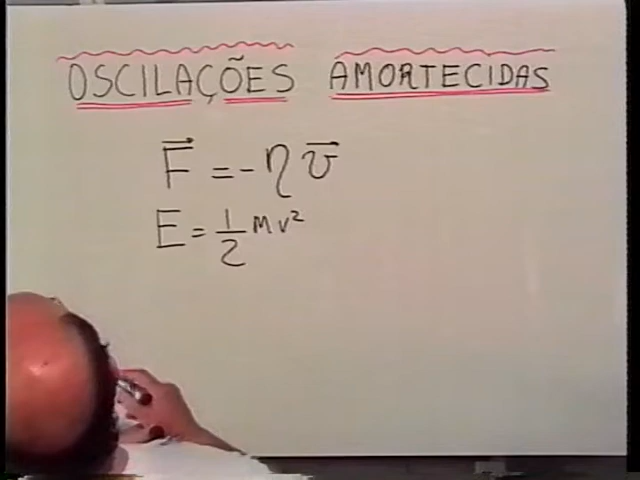 OSCILAÇÕES AMORTECIDAS
F⃗ = -η v⃗
E = 1/2 mv²